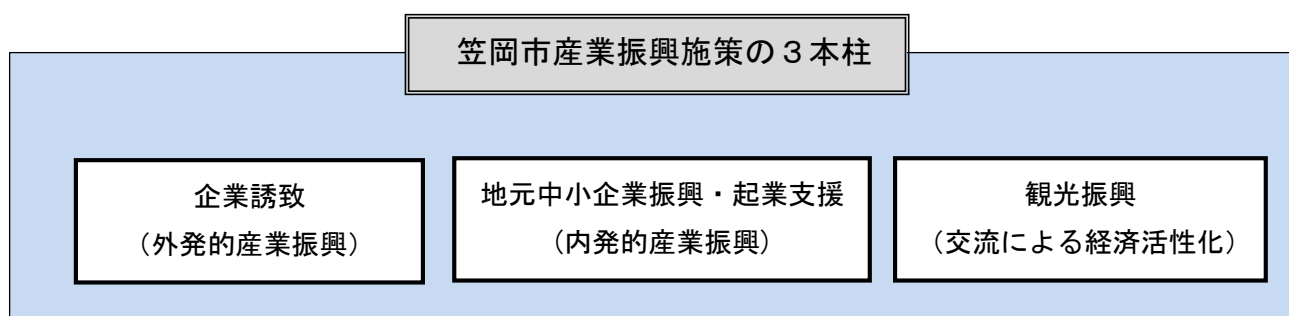 笠岡市産業振興施策の３本柱
企業誘致
（外発的産業振興）
地元中小企業振興・起業支援
（内発的産業振興）
観光振興
（交流による経済活性化）